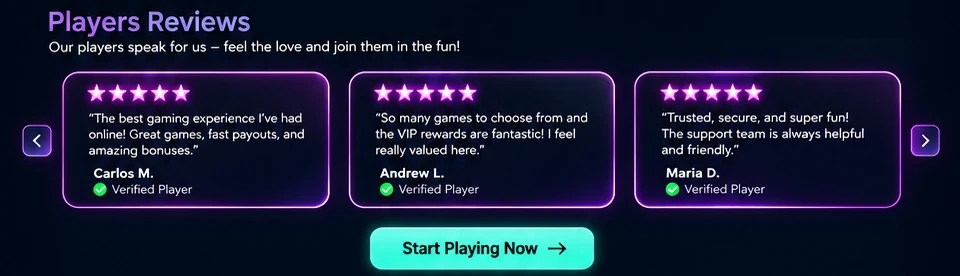 Players Reviews
Our players speak for us – feel the love and join them in the fun!
“The best gaming experience I’ve had
online! Great games, fast payouts, and
amazing bonuses.”
Carlos M.
Verified Player
“So many games to choose from and
the VIP rewards are fantastic! I feel
really valued here.”
Andrew L.
Verified Player
“Trusted, secure, and super fun!
The support team is always helpful
and friendly.”
Maria D.
Verified Player
Start Playing Now →